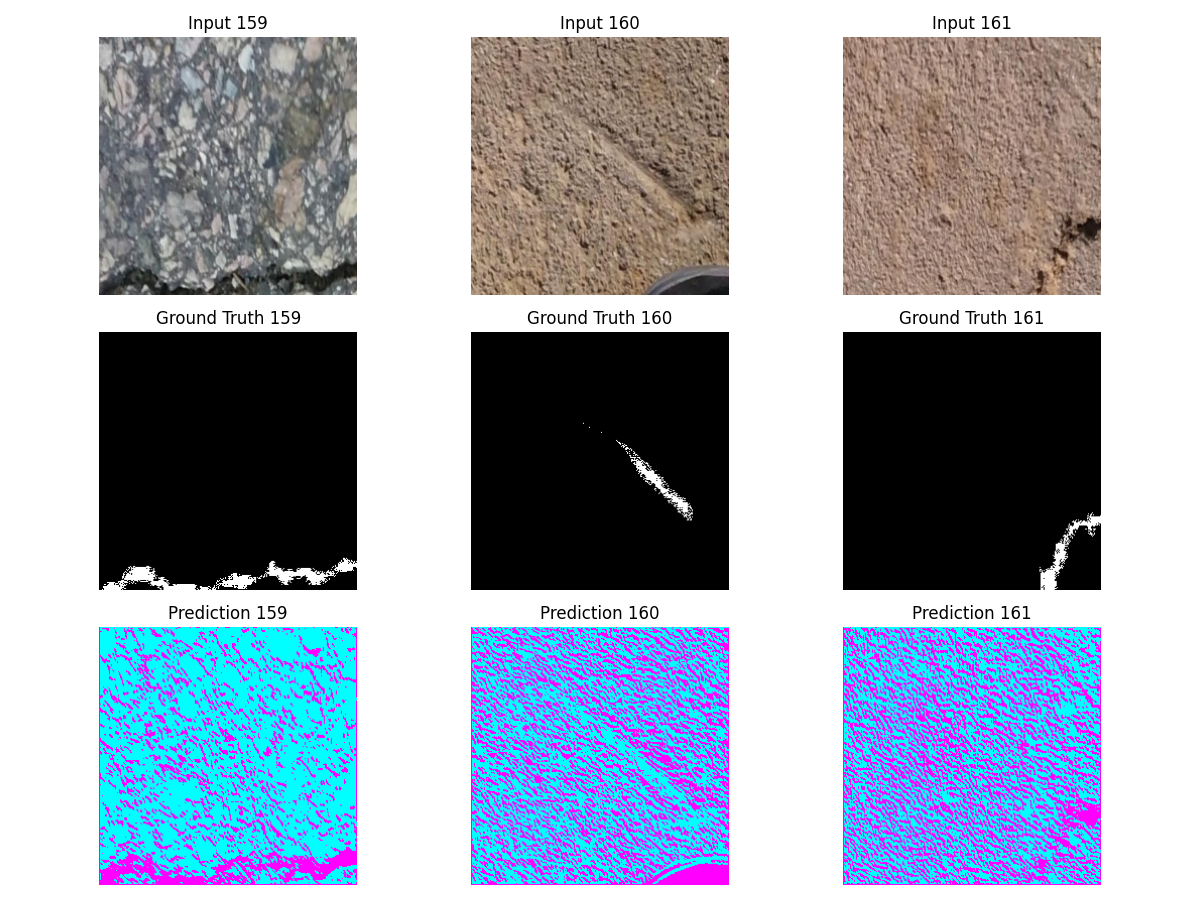 Input 159
Input 160
Input 161
Ground Truth 159
Ground Truth 160
Ground Truth 161
Prediction 159
Prediction 160
Prediction 161